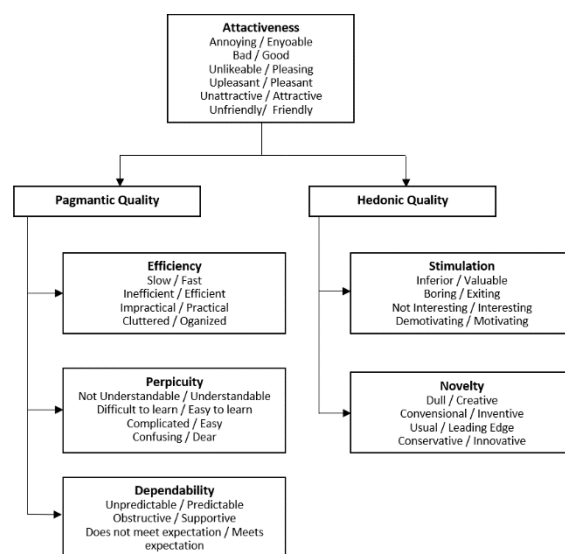 Attactiveness
Annoying / Enyoable
Bad / Good
Unlikeable / Pleasing
Upleasant / Pleasant
Unattractive / Attractive
Unfriendly/ Friendly
Pagmantic Quality
Hedonic Quality
Efficiency
Slow / Fast
Inefficient / Efficient
Impractical / Practical
Cluttered / Oganized
Stimulation
Inferior / Valuable
Boring / Exiting
Not Interesting / Interesting
Demotivating / Motivating
Perpicuity
Not Understandable / Understandable
Difficult to learn / Easy to learn
Complicated / Easy
Confusing / Dear
Novelty
Dull / Creative
Convensional / Inventive
Usual / Leading Edge
Conservative / Innovative
Dependability
Unpredictable / Predictable
Obstructive / Supportive
Does not meet expectation / Meets
expectation